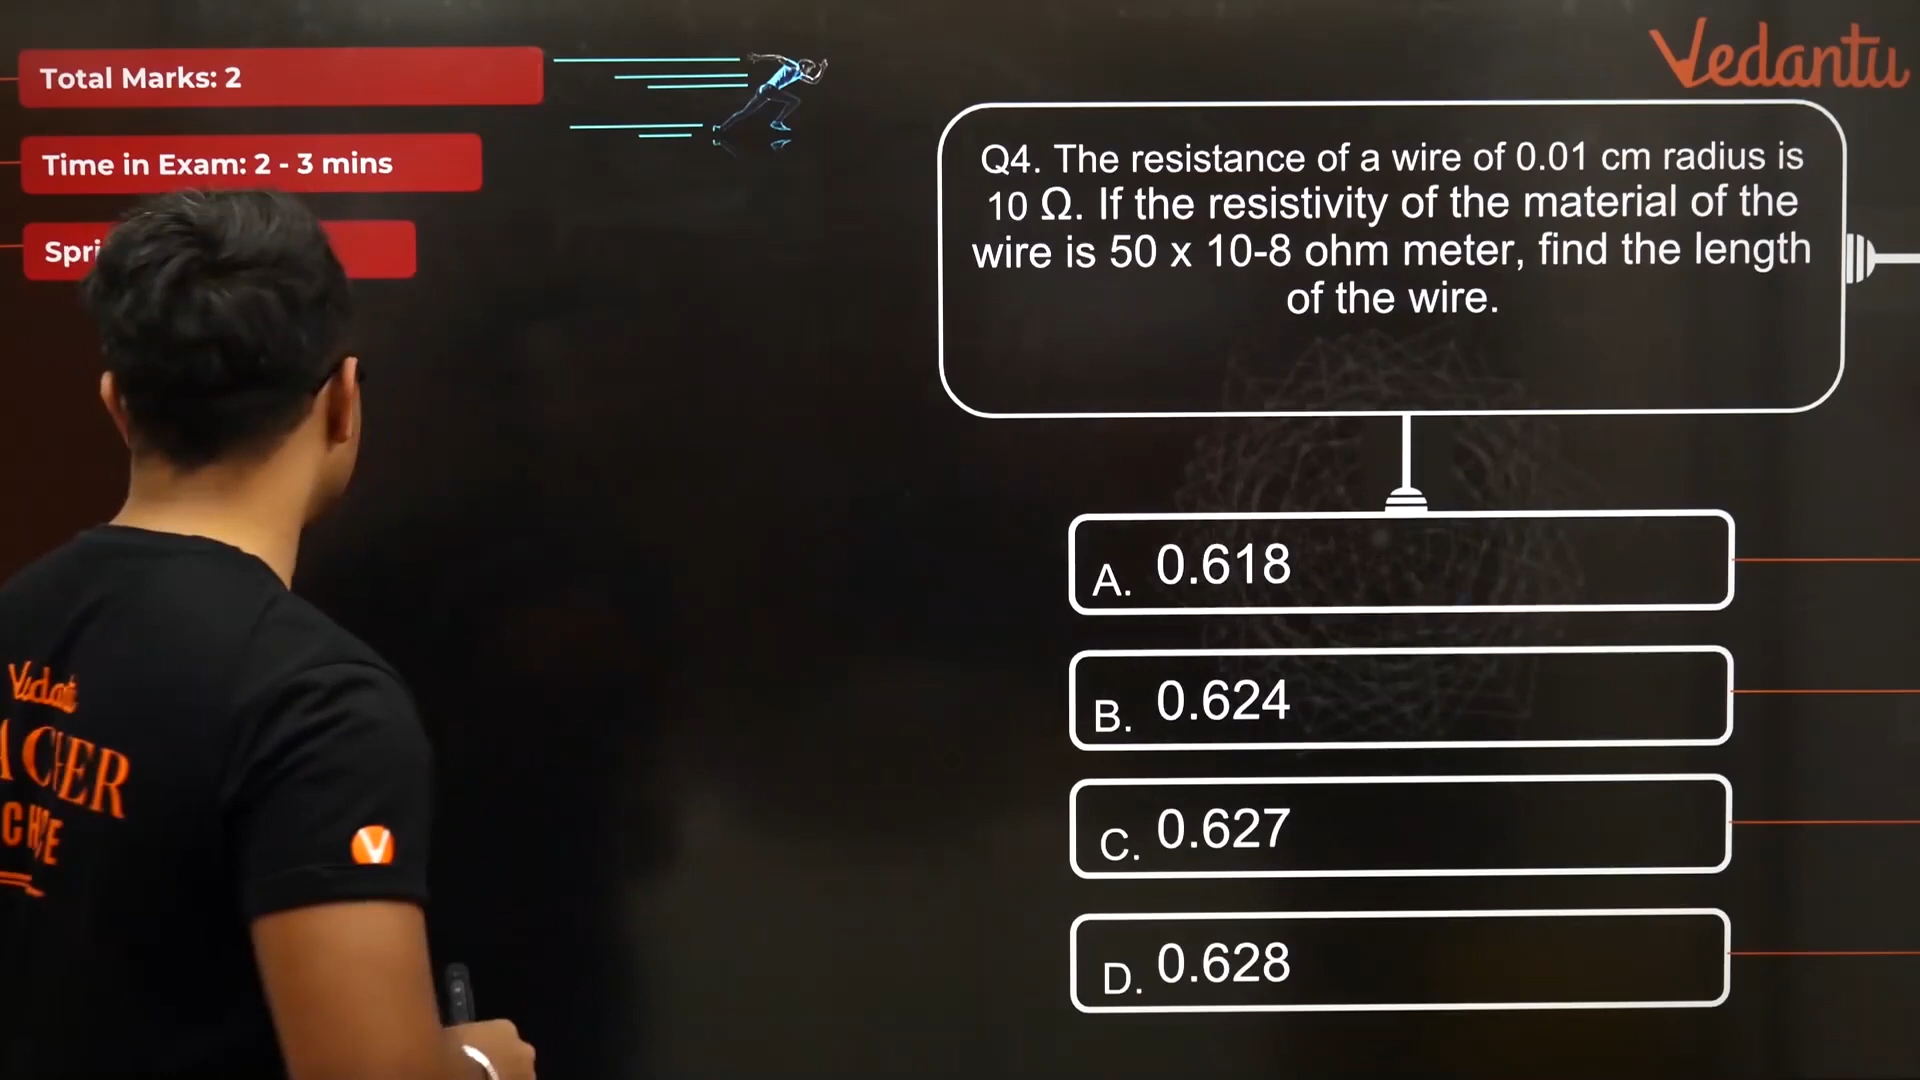 Vedantu
Total Marks: 2
Time in Exam: 2 - 3 mins
Q4. The resistance of a wire of 0.01 cm radius is
10 Ω. If the resistivity of the material of the
wire is 50 x 10-8 ohm meter, find the length
of the wire.
A. 0.618
B. 0.624
C. 0.627
D. 0.628